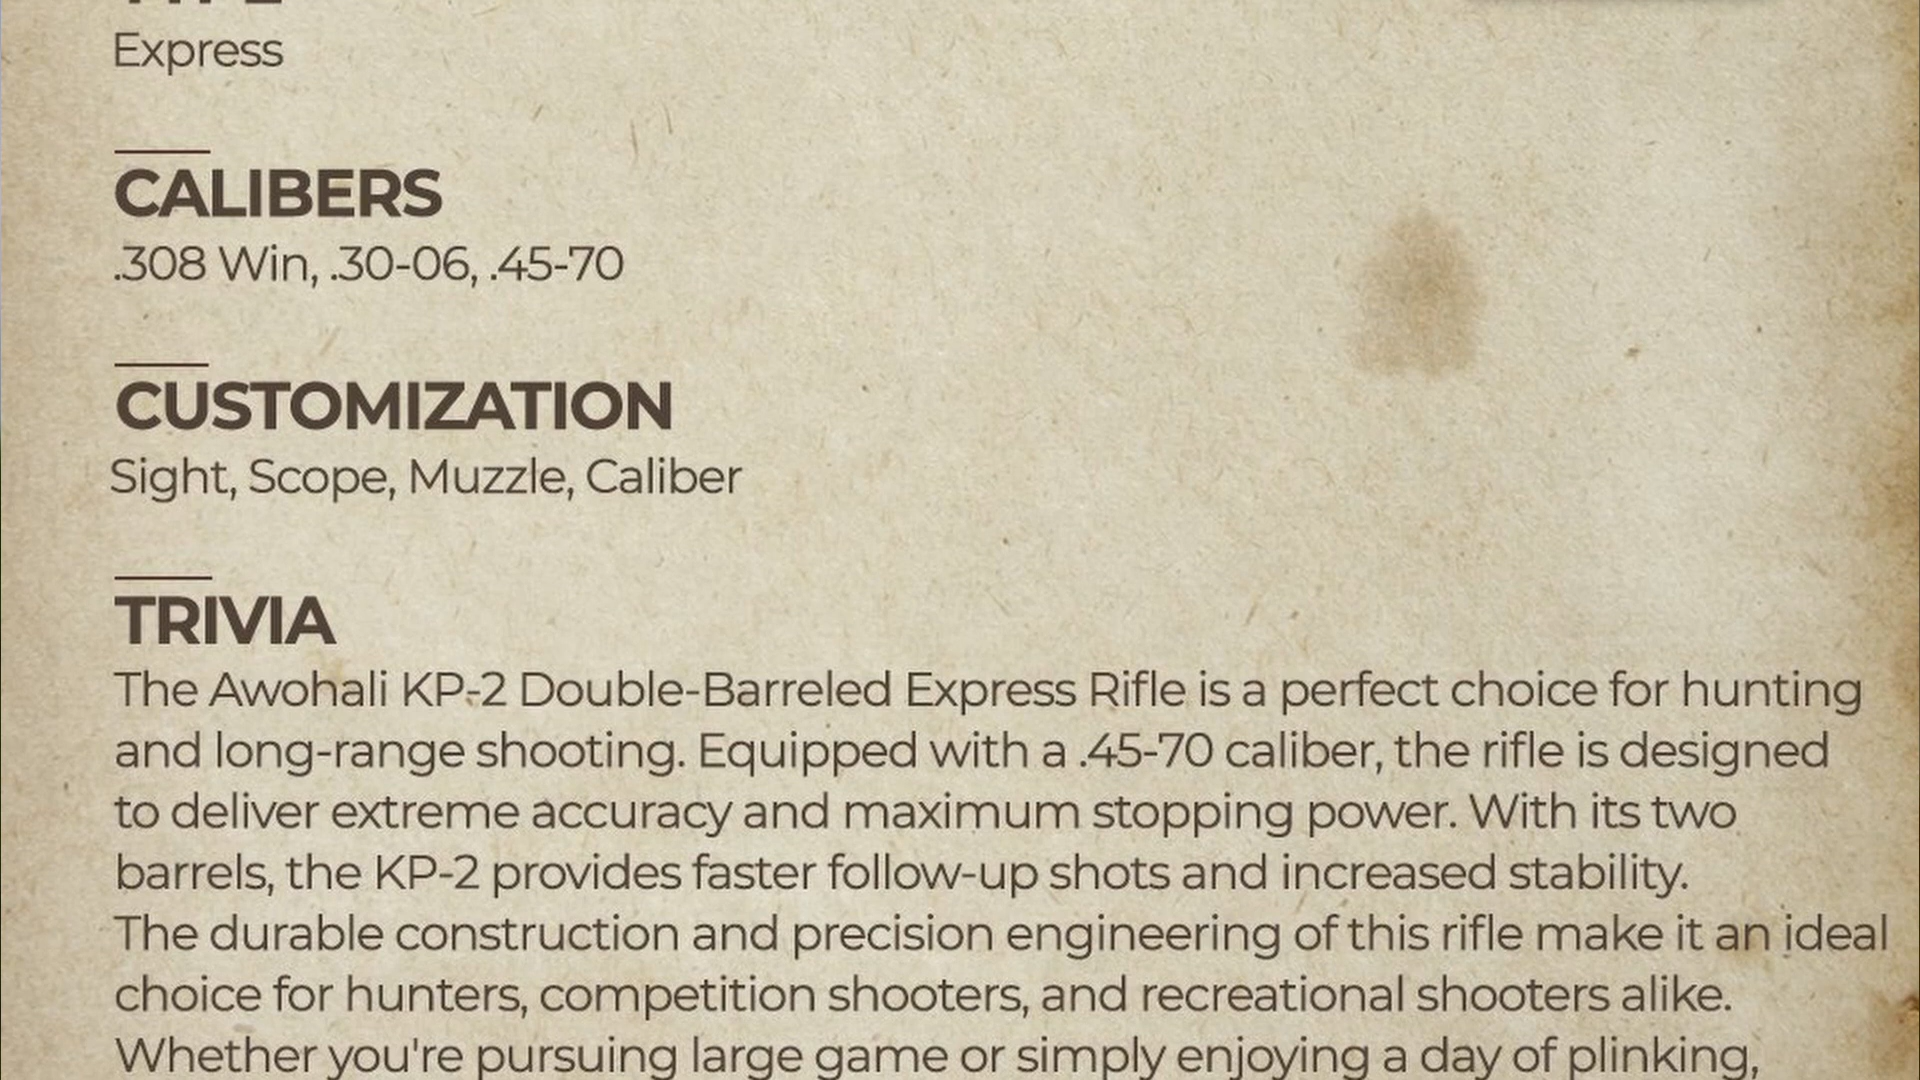 Express
CALIBERS
.308 Win, .30-06, .45-70
CUSTOMIZATION
Sight, Scope, Muzzle, Caliber
TRIVIA
The Awohali KP-2 Double-Barreled Express Rifle is a perfect choice for hunting
and long-range shooting. Equipped with a .45-70 caliber, the rifle is designed
to deliver extreme accuracy and maximum stopping power. With its two
barrels, the KP-2 provides faster follow-up shots and increased stability.
The durable construction and precision engineering of this rifle make it an ideal
choice for hunters, competition shooters, and recreational shooters alike.
Whether you're pursuing large game or simply enjoying a day of plinking,